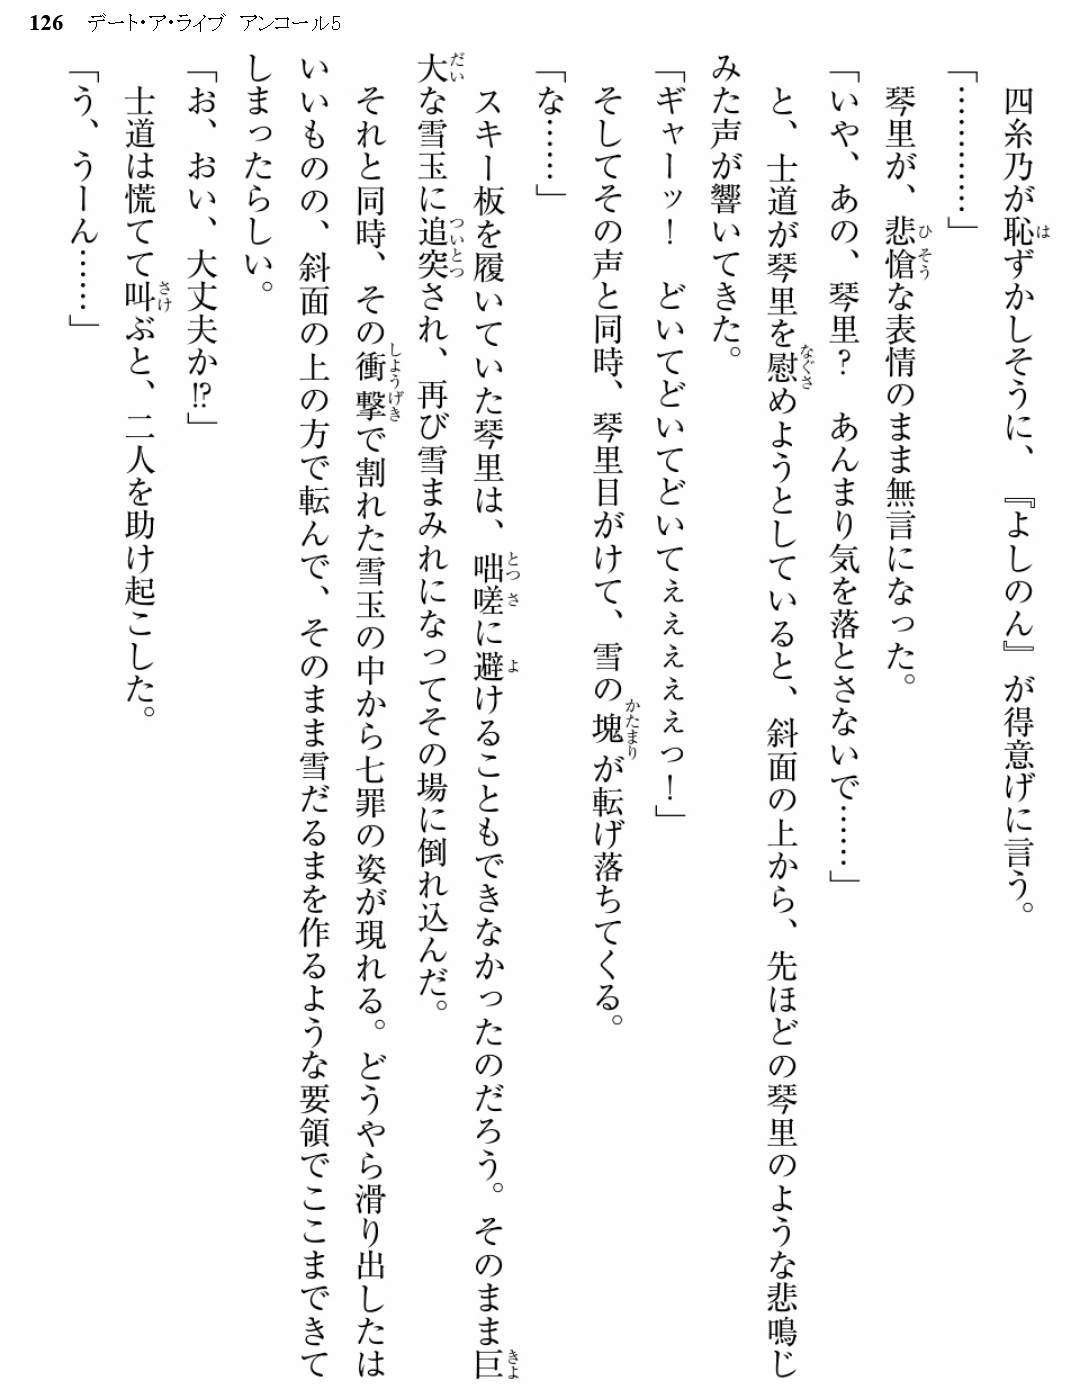 126 デート・ア・ライブ アンコール5
四糸乃が恥ずかしそうに、『よしのん』が得意げに言う。
「…………」
琴里が、悲愴な表情のまま無言になった。
「いや、あの、琴里? あんまり気を落とさないで……」
と、士道が琴里を慰めようとしていると、斜面の上から、先ほどの琴里のような悲鳴じ
みた声が響いてきた。
「ギャーッ! どいてどいてどいてぇぇぇぇぇっ!」
そしてその声と同時、琴里目がけて、雪の塊が転げ落ちてくる。
「な……」
スキー板を履いていた琴里は、咄嗟に避けることもできなかったのだろう。そのまま巨
大な雪玉に追突され、再び雪まみれになってその場に倒れ込んだ。
それと同時、その衝撃で割れた雪玉の中から七罪の姿が現れる。どうやら滑り出したは
いいものの、斜面の上の方で転んで、そのまま雪だるまを作るような要領でここまできて
しまったらしい。
「お、おい、大丈夫か!?」
士道は慌てて叫ぶと、二人を助け起こした。
「う、うーん……」